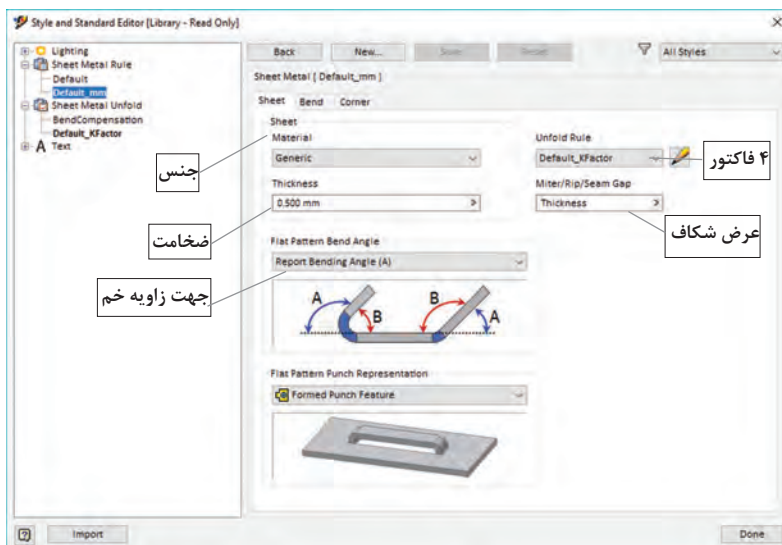 Style and Standard Editor [Library - Read Only]
Lighting
Sheet Metal Rule
Default
Default_mm
Sheet Metal Unfold
BendCompensation
Default_KFactor
Text
Back
New...
Save
Reset
All Styles
Sheet Metal [ Default_mm ]
Sheet Bend Corner
Sheet
Material
Generic
Unfold Rule
Default_KFactor
Thickness
0.500 mm
Miter/Rip/Seam Gap
Thickness
Flat Pattern Bend Angle
Report Bending Angle (A)
A B B A
Flat Pattern Punch Representation
Formed Punch Feature
Import
Done
جنس
ضخامت
جهت زاویه خم
۴ فاکتور
عرض شکاف